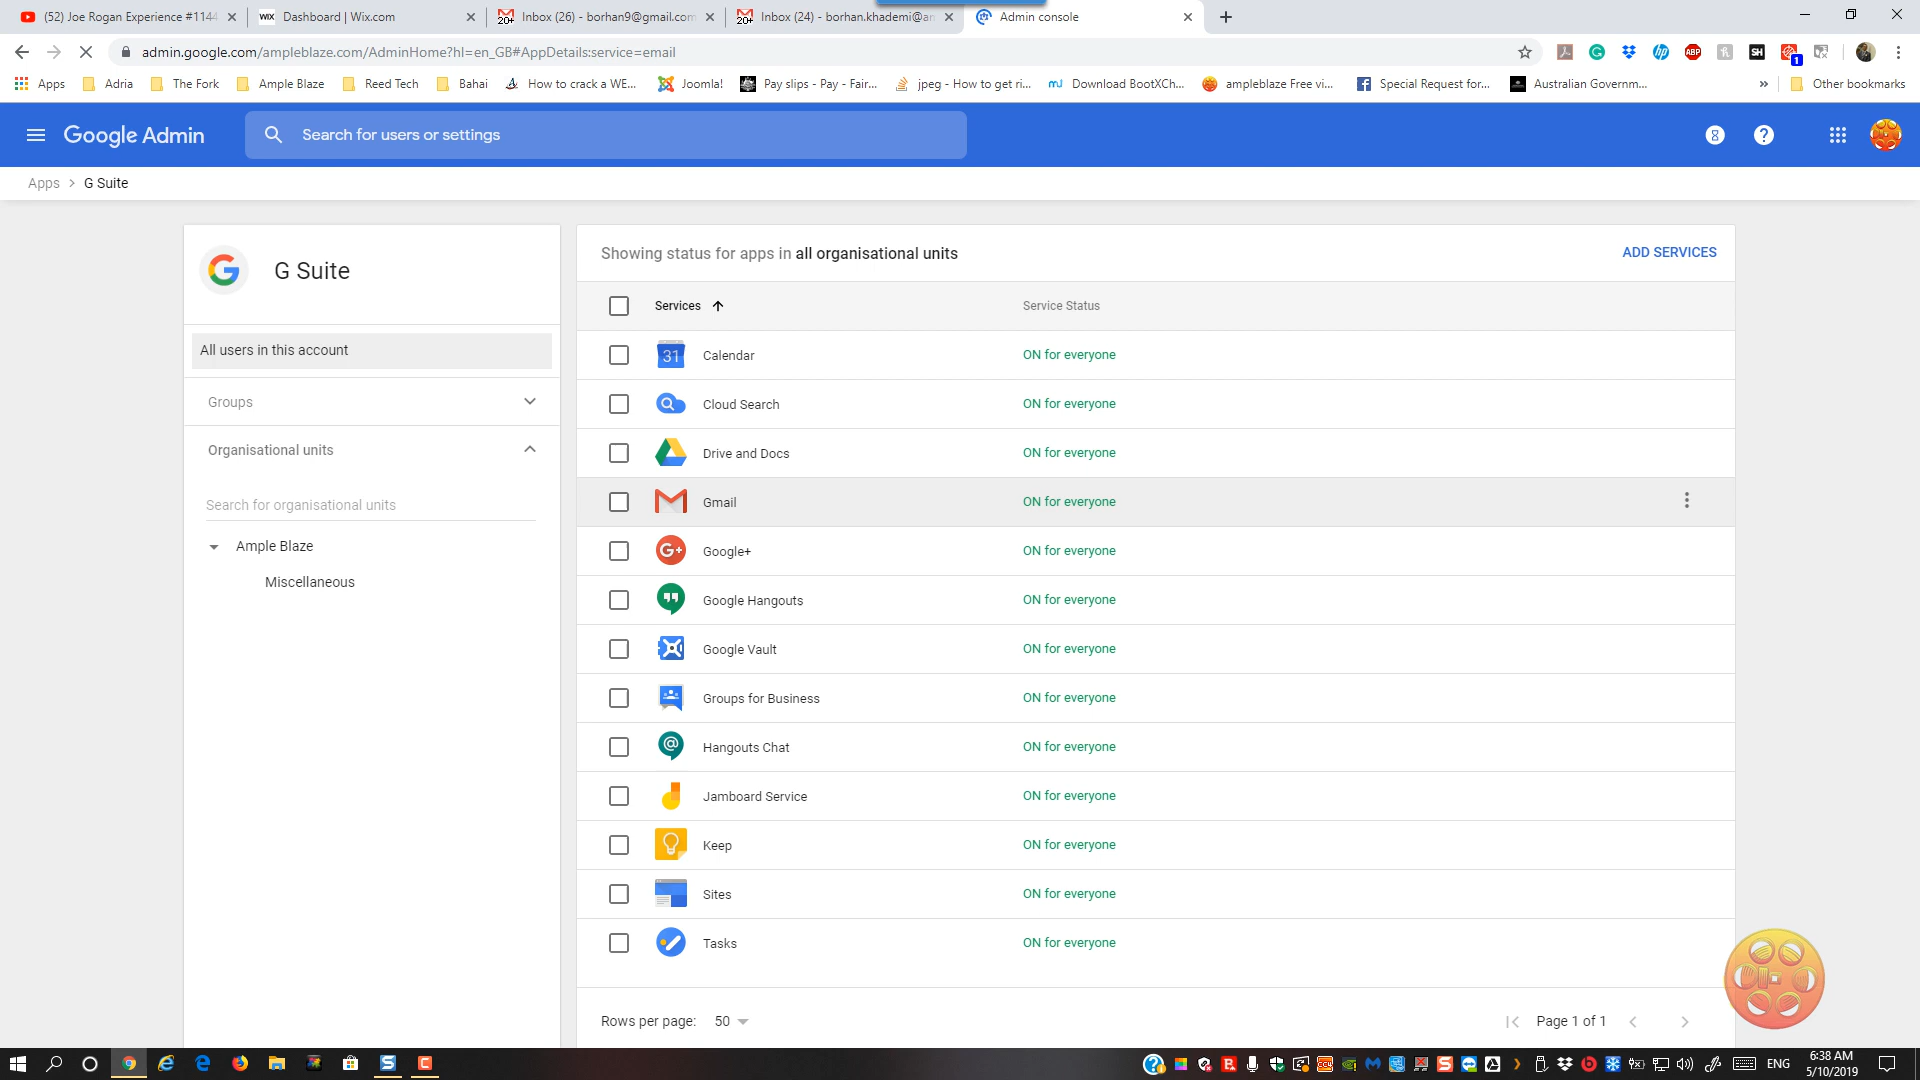 (52) Joe Rogan Experience #1144
WIX Dashboard | Wix.com
20+ Inbox (26) - borhan9@gmail.com
20+ Inbox (24) - borhan.khademi@an
Admin console
admin.google.com/ampleblaze.com/AdminHome?hl=en_GB#AppDetails:service=email
ABP
SH
1
Apps
Adria
The Fork
Ample Blaze
Reed Tech
Bahai
How to crack a WE...
Joomla!
Pay slips - Pay - Fair...
jpeg - How to get ri...
Download BootXCh...
ampleblaze Free vi...
Special Request for...
Australian Governm...
Other bookmarks
Google Admin
Search for users or settings
Apps > G Suite
G Suite
All users in this account
Groups
Organisational units
Search for organisational units
Ample Blaze
Miscellaneous
Showing status for apps in all organisational units
ADD SERVICES
Services
Service Status
31 Calendar ON for everyone
Cloud Search ON for everyone
Drive and Docs ON for everyone
Gmail ON for everyone
G+ Google+ ON for everyone
Google Hangouts ON for everyone
Google Vault ON for everyone
Groups for Business ON for everyone
@ Hangouts Chat ON for everyone
Jamboard Service ON for everyone
Keep ON for everyone
Sites ON for everyone
Tasks ON for everyone
Rows per page: 50
Page 1 of 1
ENG
6:38 AM
5/10/2019